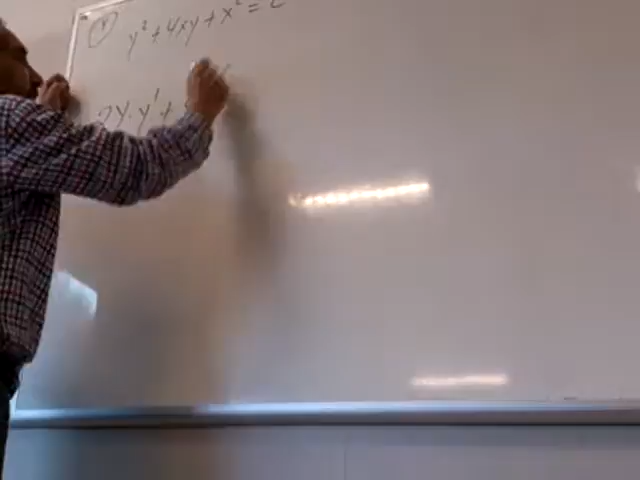 y² + 4xy + x² =
2y·y' +